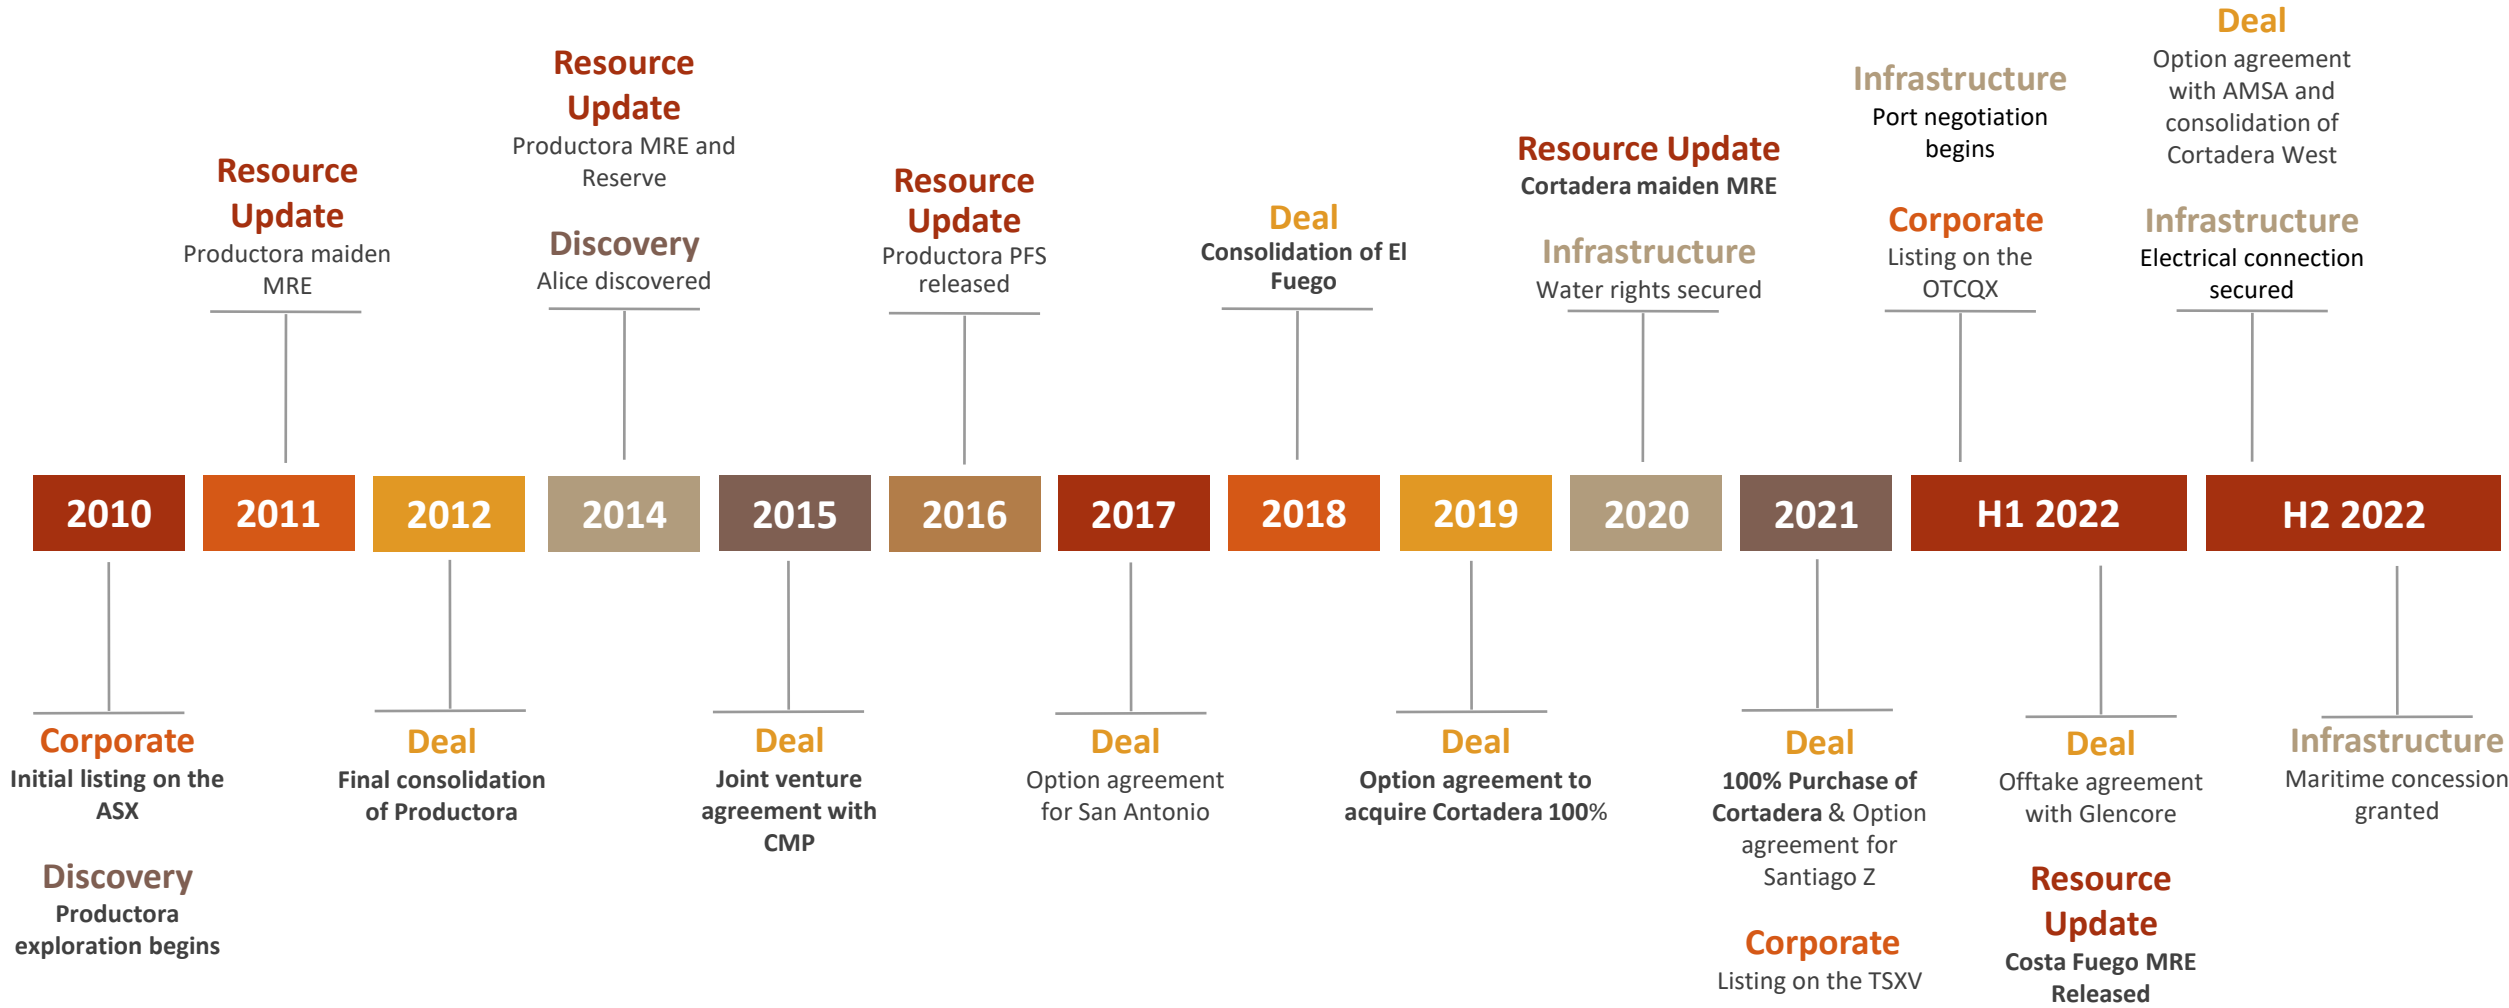 Resource
Update
Productora maiden
MRE
Resource
Update
Productora MRE and
Reserve
Discovery
Alice discovered
Resource
Update
Productora PFS
released
Deal
Consolidation of El
Fuego
Resource Update
Cortadera maiden MRE
Infrastructure
Water rights secured
Infrastructure
Port negotiation
begins
Corporate
Listing on the
OTCQX
Deal
Option agreement
with AMSA and
consolidation of
Cortadera West
Infrastructure
Electrical connection
secured
2010
2011
2012
2014
2015
2016
2017
2018
2019
2020
2021
H1 2022
H2 2022
Corporate
Initial listing on the
ASX
Discovery
Productora
exploration begins
Deal
Final consolidation
of Productora
Deal
Joint venture
agreement with
CMP
Deal
Option agreement
for San Antonio
Deal
Option agreement to
acquire Cortadera 100%
Deal
100% Purchase of
Cortadera & Option
agreement for
Santiago Z
Corporate
Listing on the TSXV
Deal
Offtake agreement
with Glencore
Resource
Update
Costa Fuego MRE
Released
Infrastructure
Maritime concession
granted